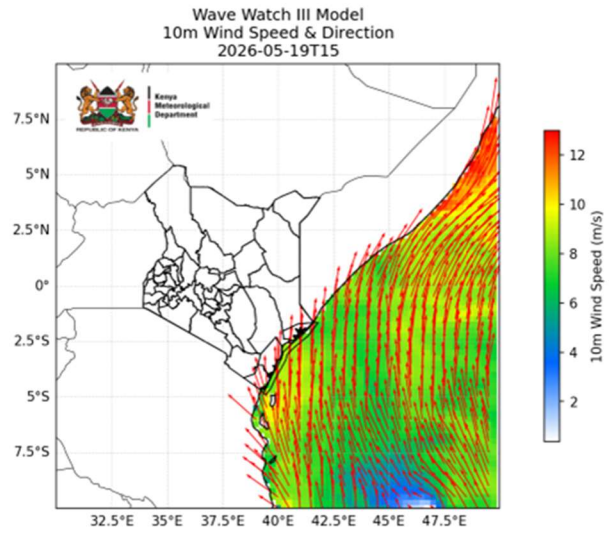 Wave Watch III Model
10m Wind Speed & Direction
2026-05-19T15
Kenya
Meteorological
Department
REPUBLIC OF KENYA
7.5°N
5°N
2.5°N
0°
2.5°S
5°S
7.5°S
32.5°E 35°E 37.5°E 40°E 42.5°E 45°E 47.5°E
12
10
8
6
4
2
10m Wind Speed (m/s)